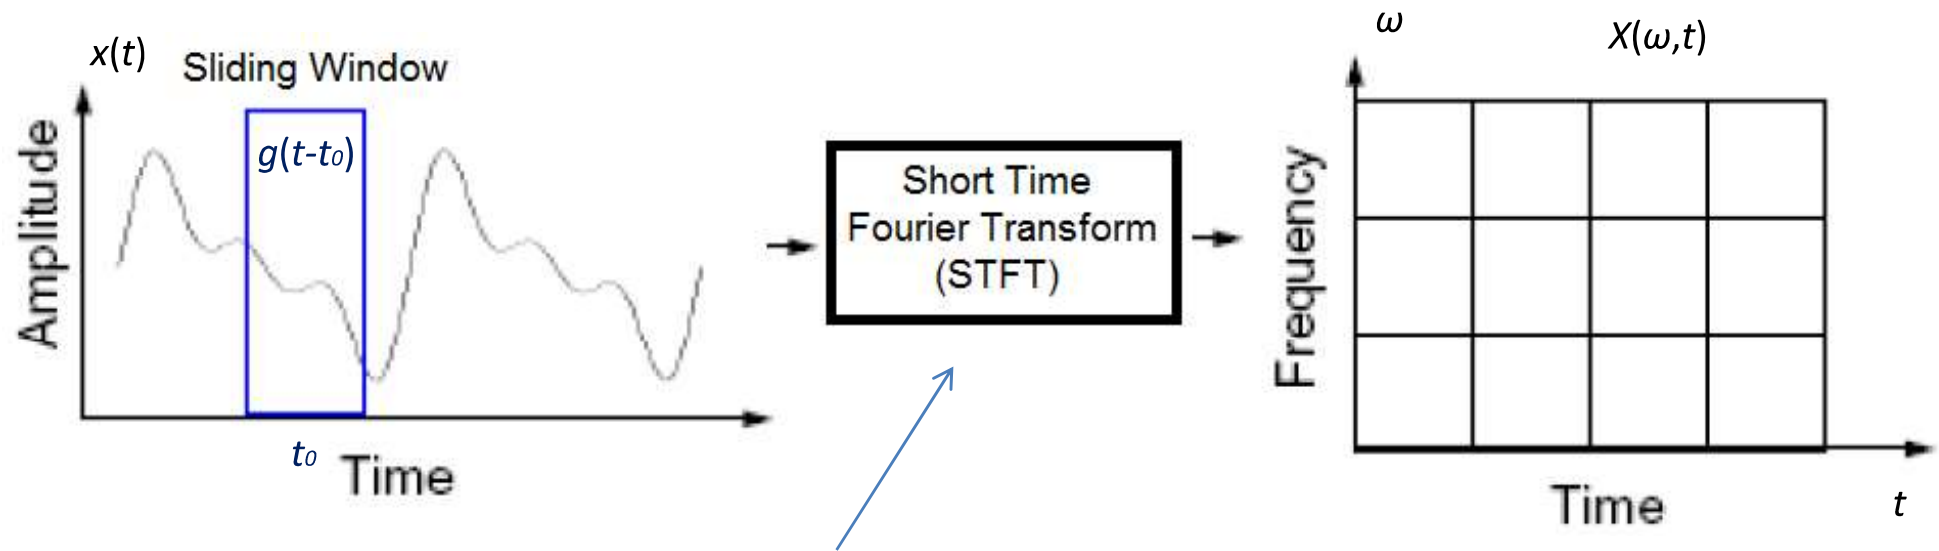 x(t)
Sliding Window
g(t-t₀)
Amplitude
t₀
Time
Short Time
Fourier Transform
(STFT)
ω
X(ω,t)
Frequency
Time
t